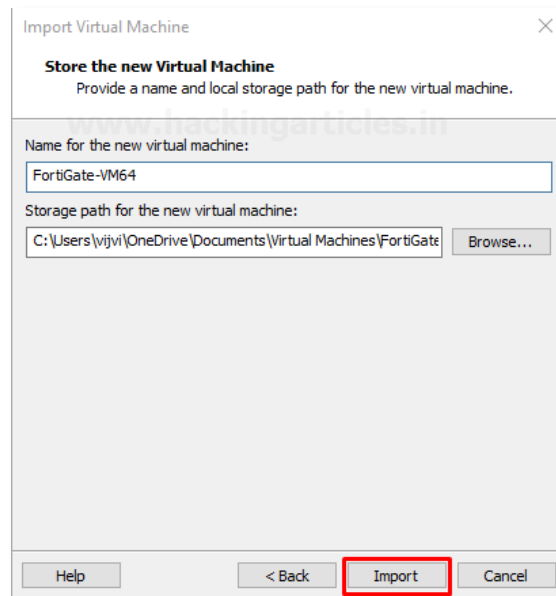 Import Virtual Machine
Store the new Virtual Machine
Provide a name and local storage path for the new virtual machine.
www.hackingarticles.in
Name for the new virtual machine:
FortiGate-VM64
Storage path for the new virtual machine:
C:\Users\vijvi\OneDrive\Documents\Virtual Machines\FortiGate
Browse...
Help
< Back
Import
Cancel